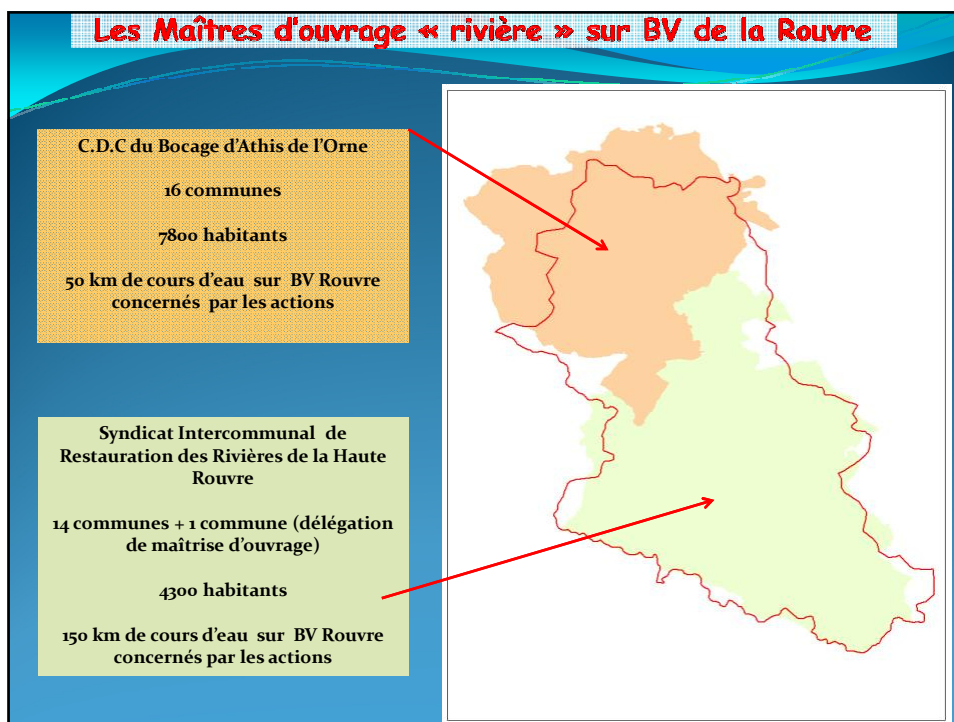 Les Maîtres d'ouvrage « rivière » sur BV de la Rouvre
C.D.C du Bocage d'Athis de l'Orne
16 communes
7800 habitants
50 km de cours d'eau sur BV Rouvre
concernés par les actions
Syndicat Intercommunal de
Restauration des Rivières de la Haute
Rouvre
14 communes + 1 commune (délégation
de maîtrise d'ouvrage)
4300 habitants
150 km de cours d'eau sur BV Rouvre
concernés par les actions